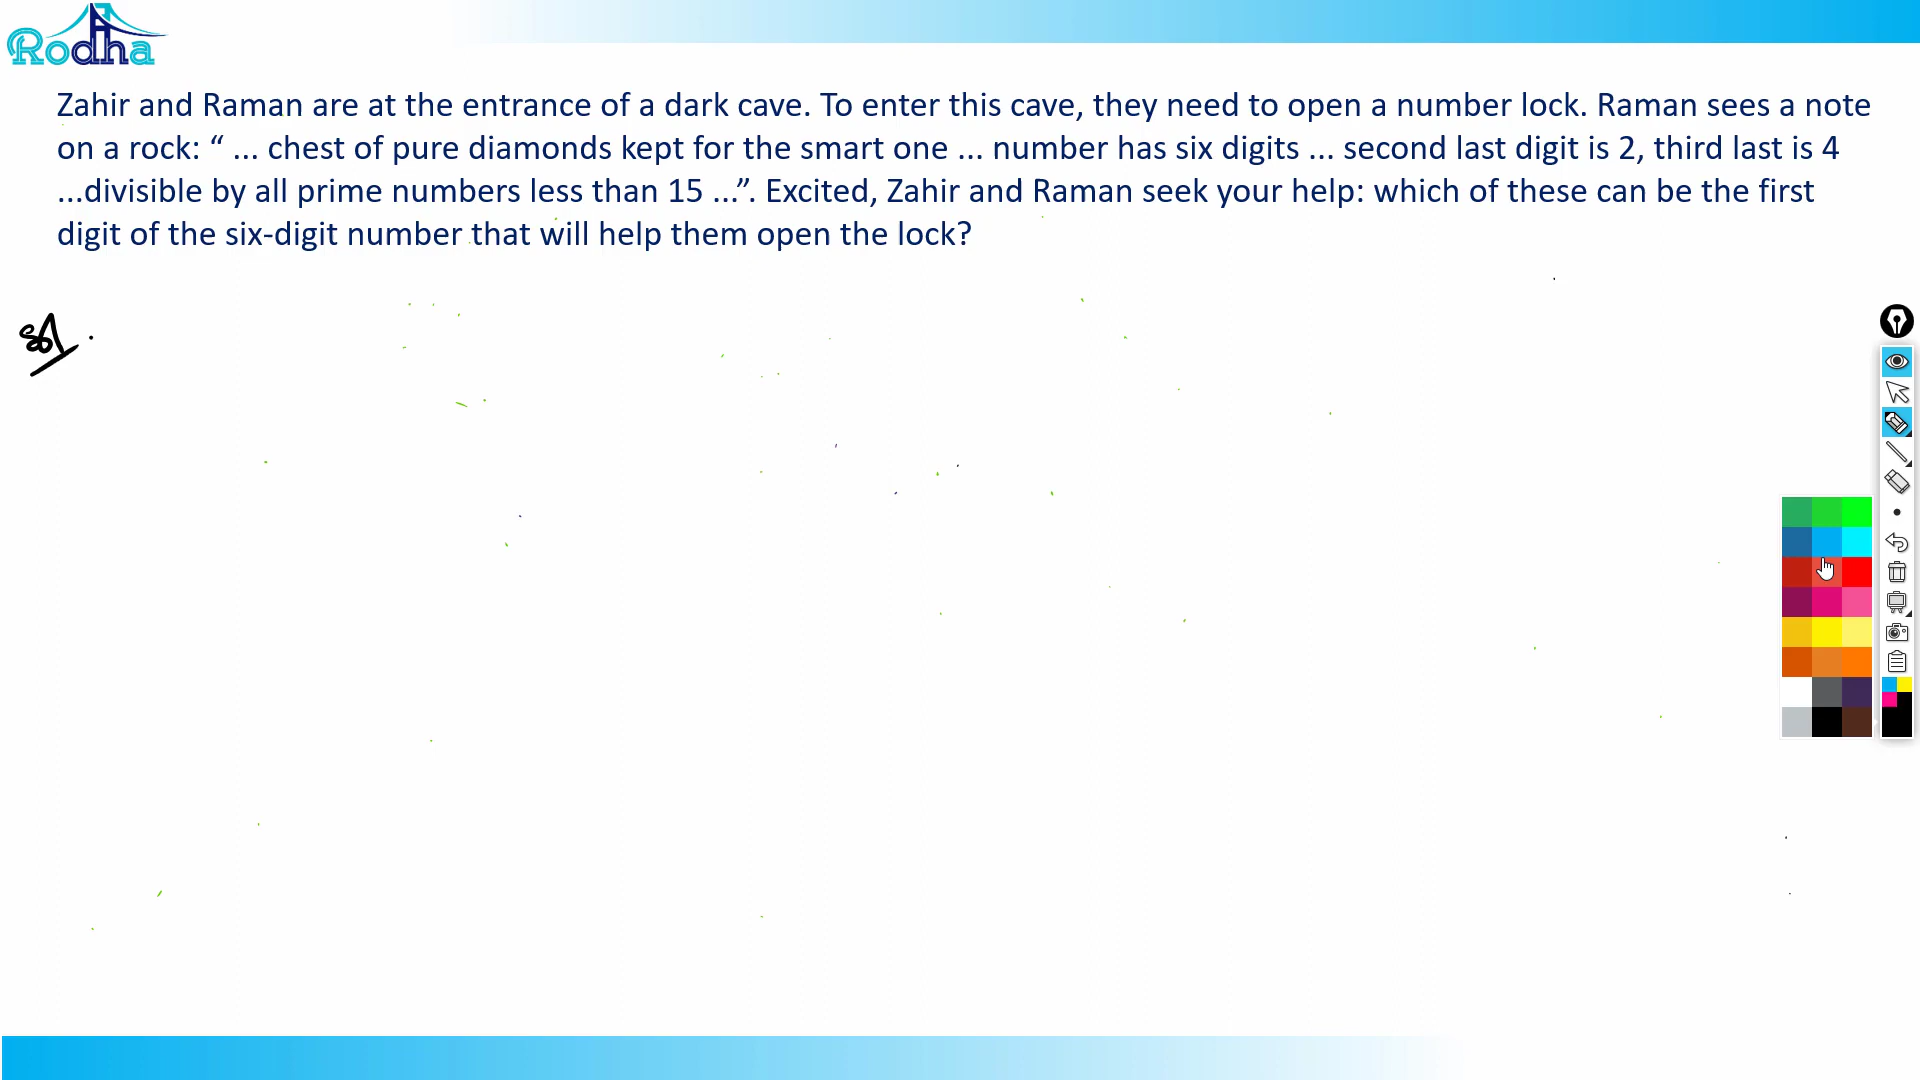 Rodha
Zahir and Raman are at the entrance of a dark cave. To enter this cave, they need to open a number lock. Raman sees a note
on a rock: “ ... chest of pure diamonds kept for the smart one ... number has six digits ... second last digit is 2, third last is 4
...divisible by all prime numbers less than 15 ...”. Excited, Zahir and Raman seek your help: which of these can be the first
digit of the six-digit number that will help them open the lock?